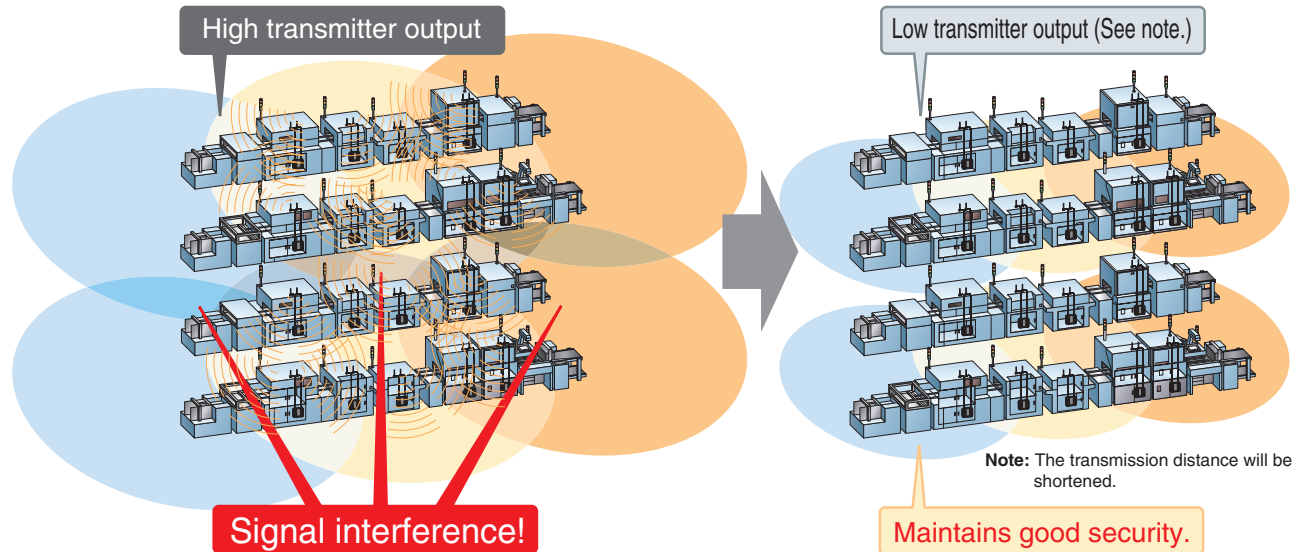 High transmitter output
Signal interference!
Low transmitter output (See note.)
Note: The transmission distance will be
shortened.
Maintains good security.